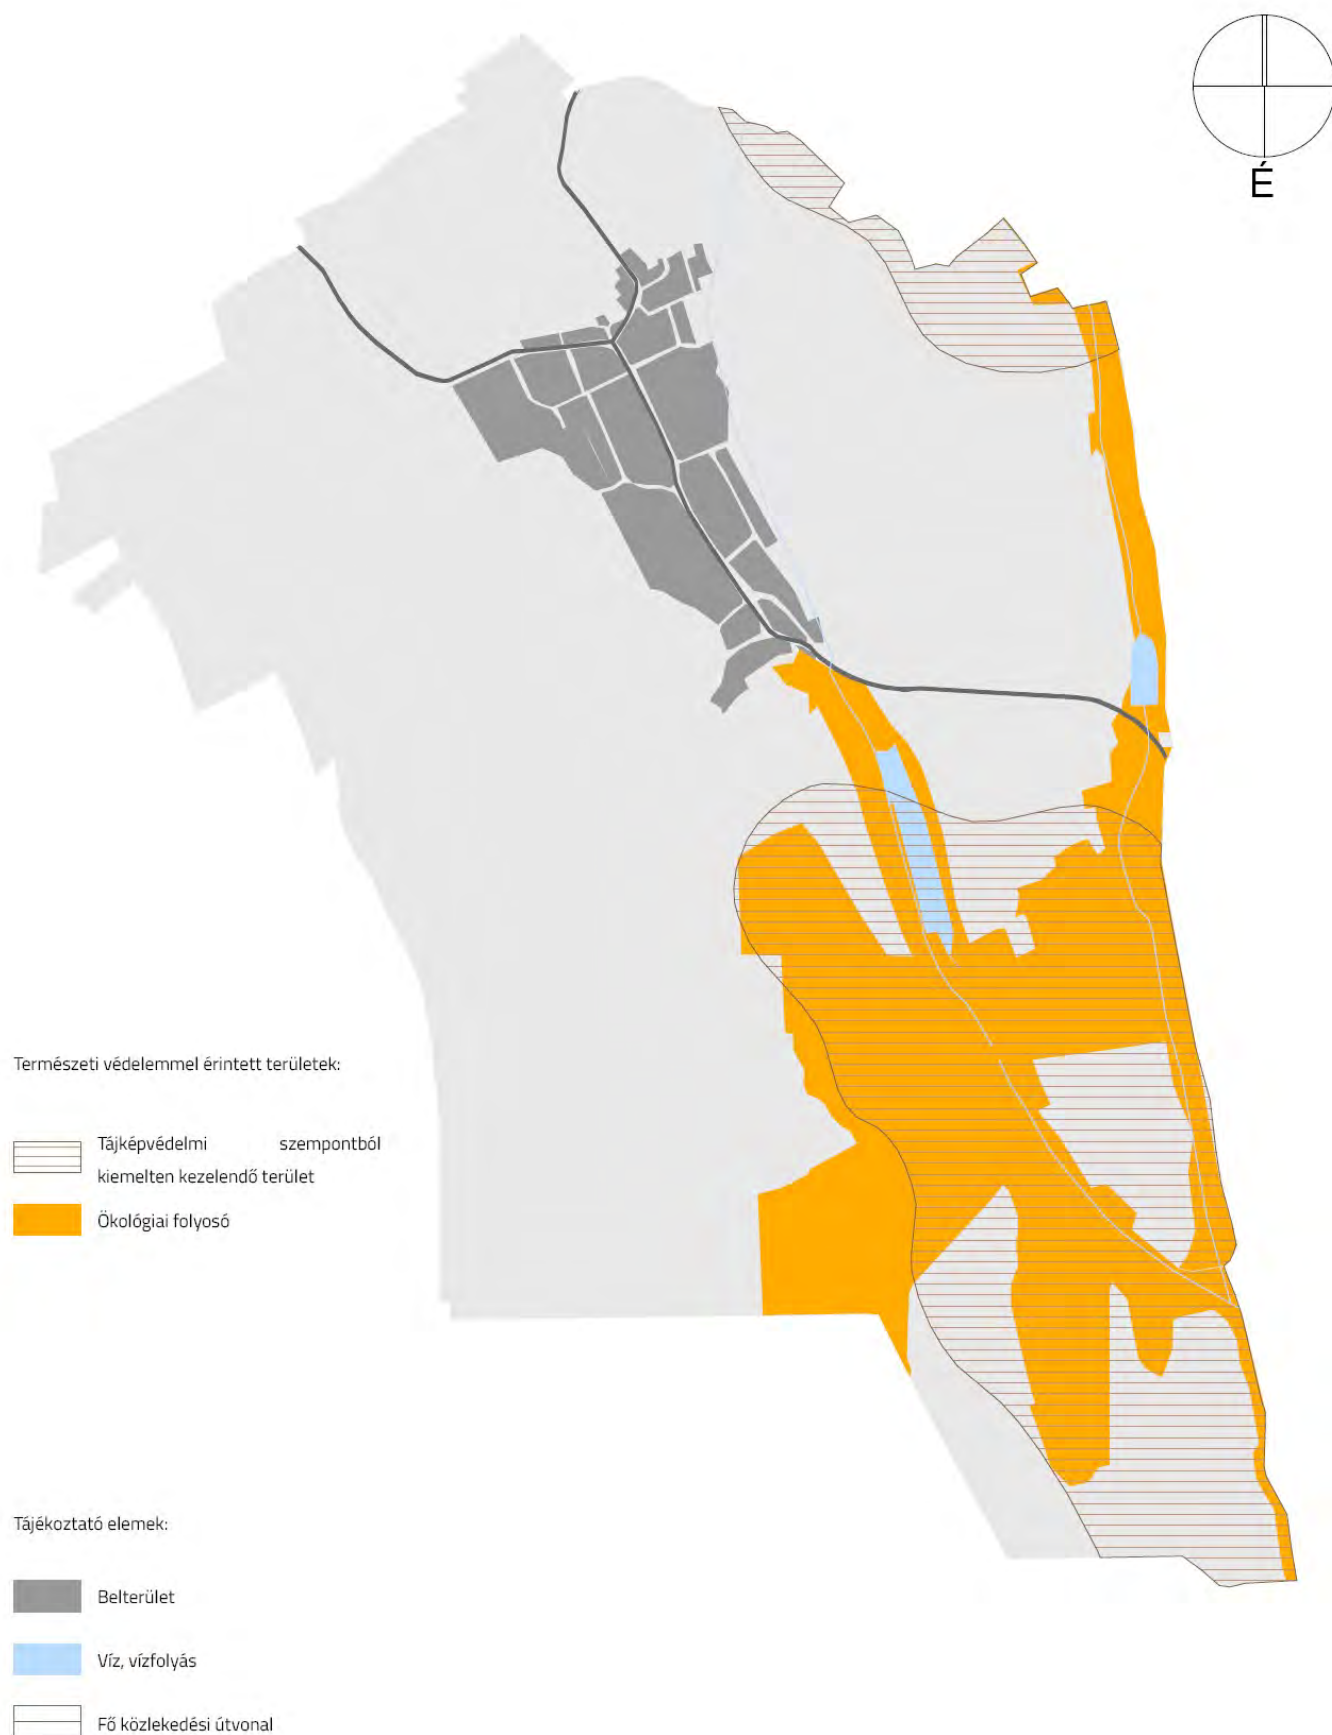 É
Természeti védelemmel érintett területek:
Tájképvédelmi szempontból
kiemelten kezelendő terület
Ökológiai folyosó
Tájékoztató elemek:
Belterület
Víz, vízfolyás
Fő közlekedési útvonal